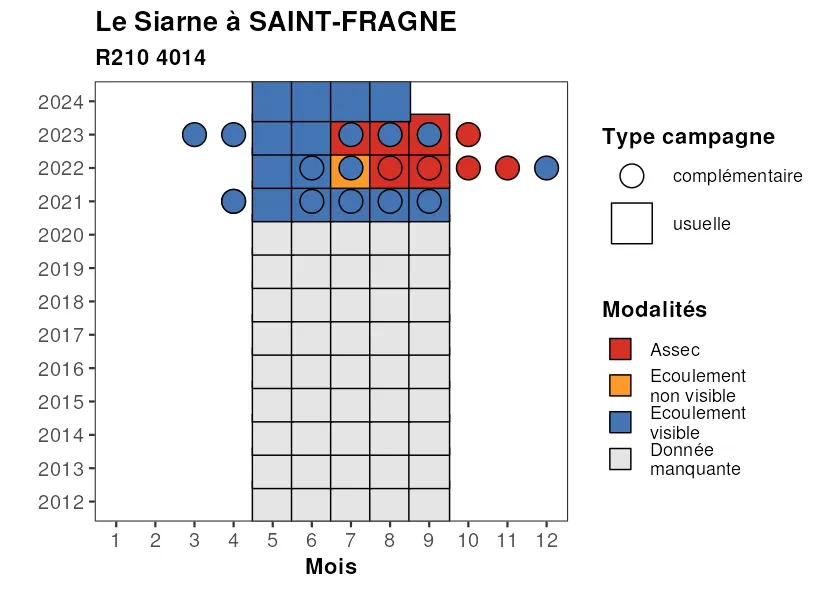 Le Siarne à SAINT-FRAGNE
R210 4014
2024
2023
2022
2021
2020
2019
2018
2017
2016
2015
2014
2013
2012
1 2 3 4 5 6 7 8 9 10 11 12
Mois
Type campagne
complémentaire
usuelle
Modalités
Assec
Ecoulement
non visible
Ecoulement
visible
Donnée
manquante